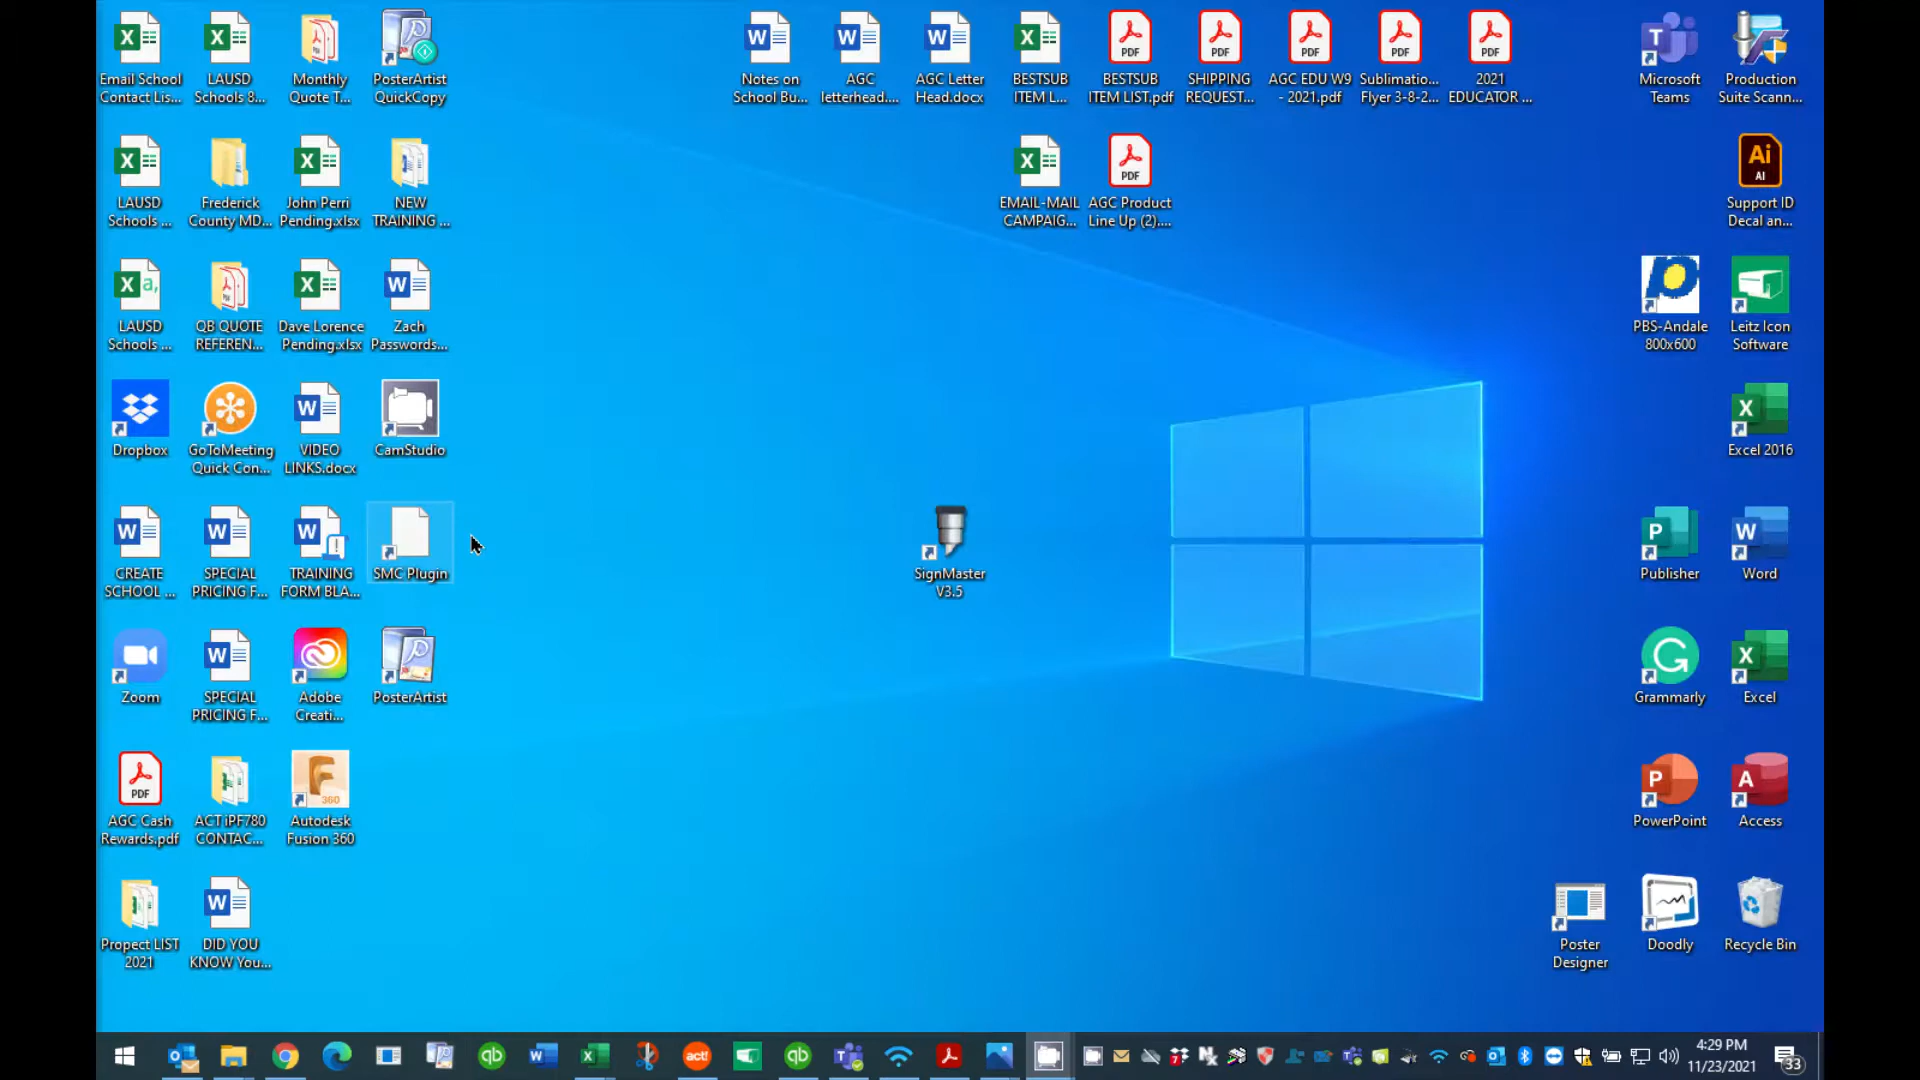 Email School
Contact Lis...
LAUSD
Schools 8...
Monthly
Quote T...
PosterArtist
QuickCopy
Notes on
School Bu...
AGC
letterhead....
AGC Letter
Head.docx
BESTSUB
ITEM L...
BESTSUB
ITEM LIST.pdf
SHIPPING
REQUEST...
AGC EDU W9
- 2021.pdf
Sublimatio...
Flyer 3-8-2...
2021
EDUCATOR ...
Microsoft
Teams
Production
Suite Scann...
LAUSD
Schools ...
Frederick
County MD...
John Perri
Pending.xlsx
NEW
TRAINING ...
EMAIL-MAIL
CAMPAIG...
AGC Product
Line Up (2)....
Support ID
Decal an...
LAUSD
Schools ...
QB QUOTE
REFEREN...
Dave Lorence
Pending.xlsx
Zach
Passwords...
PBS-Andale
800x600
Leitz Icon
Software
Dropbox
GoToMeeting
Quick Con...
VIDEO
LINKS.docx
CamStudio
Excel 2016
CREATE
SCHOOL ...
SPECIAL
PRICING F...
TRAINING
FORM BLA...
SMC Plugin
SignMaster
V3.5
Publisher
Word
Zoom
SPECIAL
PRICING F...
Adobe
Creati...
PosterArtist
Grammarly
Excel
AGC Cash
Rewards.pdf
ACT iPF780
CONTAC...
Autodesk
Fusion 360
PowerPoint
Access
Propect LIST
2021
DID YOU
KNOW You...
Poster
Designer
Doodly
Recycle Bin
4:29 PM
11/23/2021
33